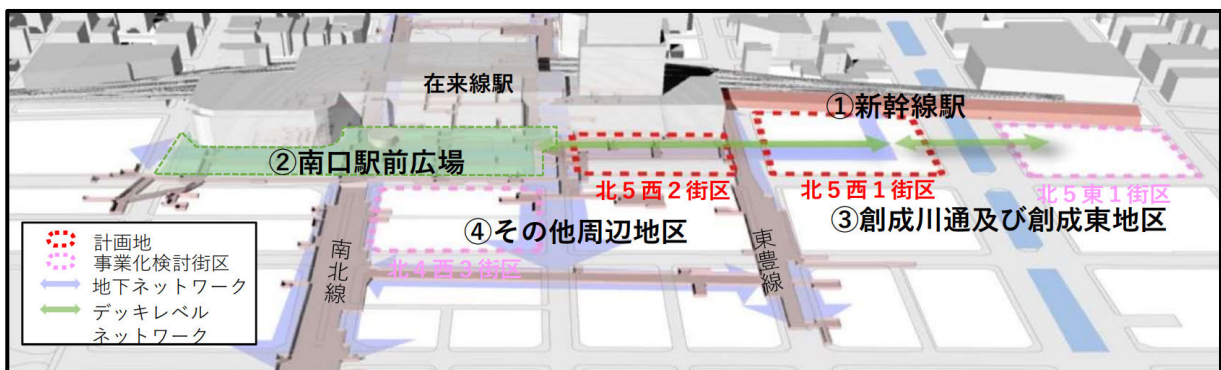 在来線駅
①新幹線駅
②南口駅前広場
北５西２街区
北５西１街区
北５東１街区
③創成川通及び創成東地区
④その他周辺地区
北４西３街区
南北線
東豊線
計画地
事業化検討街区
地下ネットワーク
デッキレベル
ネットワーク